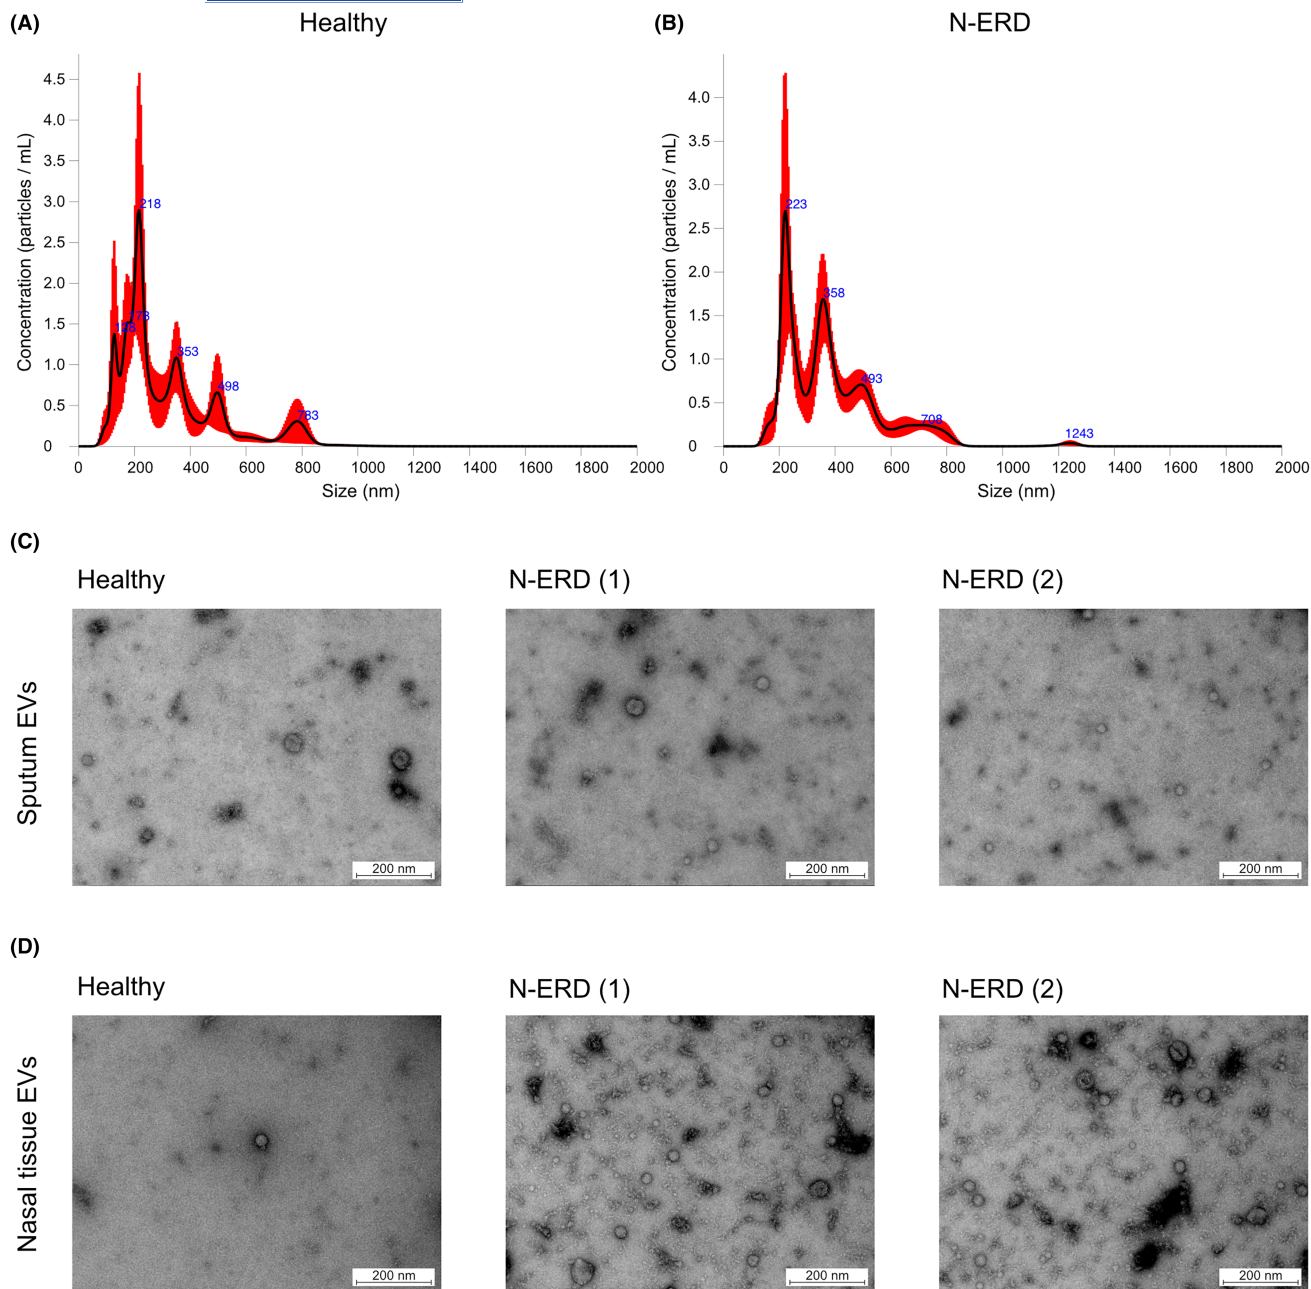 (A)
Healthy
Concentration (particles / mL)
4.5
4.0
3.5
3.0
2.5
2.0
1.5
1.0
0.5
0
218
173
128
353
498
783
0 200 400 600 800 1000 1200 1400 1600 1800 2000
Size (nm)
(B)
N-ERD
Concentration (particles / mL)
4.0
3.5
3.0
2.5
2.0
1.5
1.0
0.5
0
223
358
493
708
1243
0 200 400 600 800 1000 1200 1400 1600 1800 2000
Size (nm)
(C)
Healthy
N-ERD (1)
N-ERD (2)
Sputum EVs
200 nm
200 nm
200 nm
(D)
Healthy
N-ERD (1)
N-ERD (2)
Nasal tissue EVs
200 nm
200 nm
200 nm